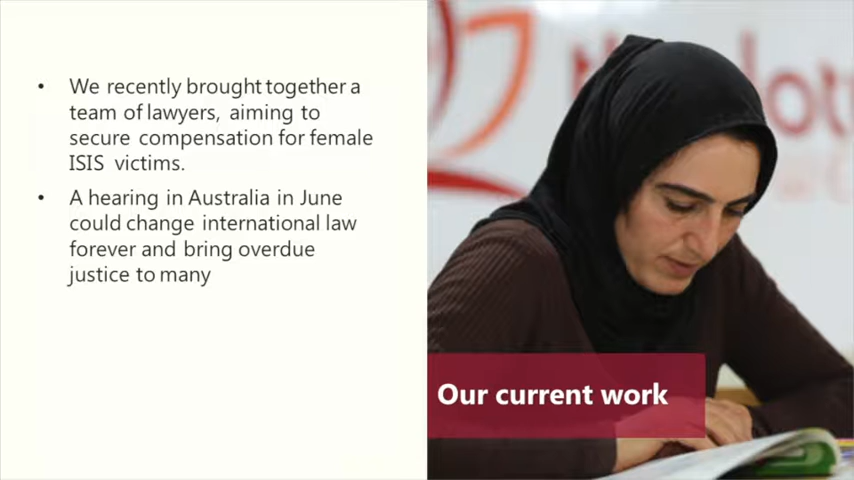 • We recently brought together a
team of lawyers, aiming to
secure compensation for female
ISIS victims.
• A hearing in Australia in June
could change international law
forever and bring overdue
justice to many
Our current work